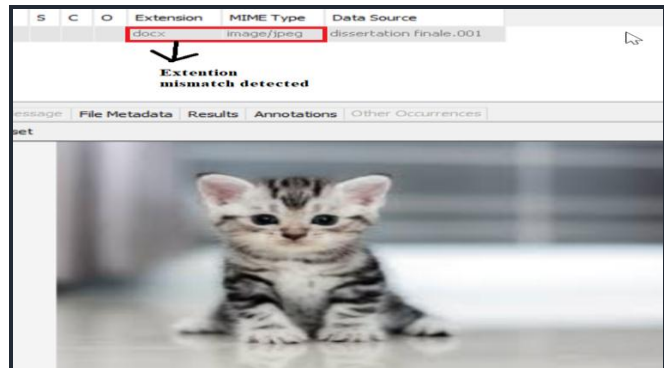 S C O Extension MIME Type Data Source
docx image/jpeg dissertation finale.001
Extention
mismatch detected
essage File Metadata Results Annotations Other Occurrences
set